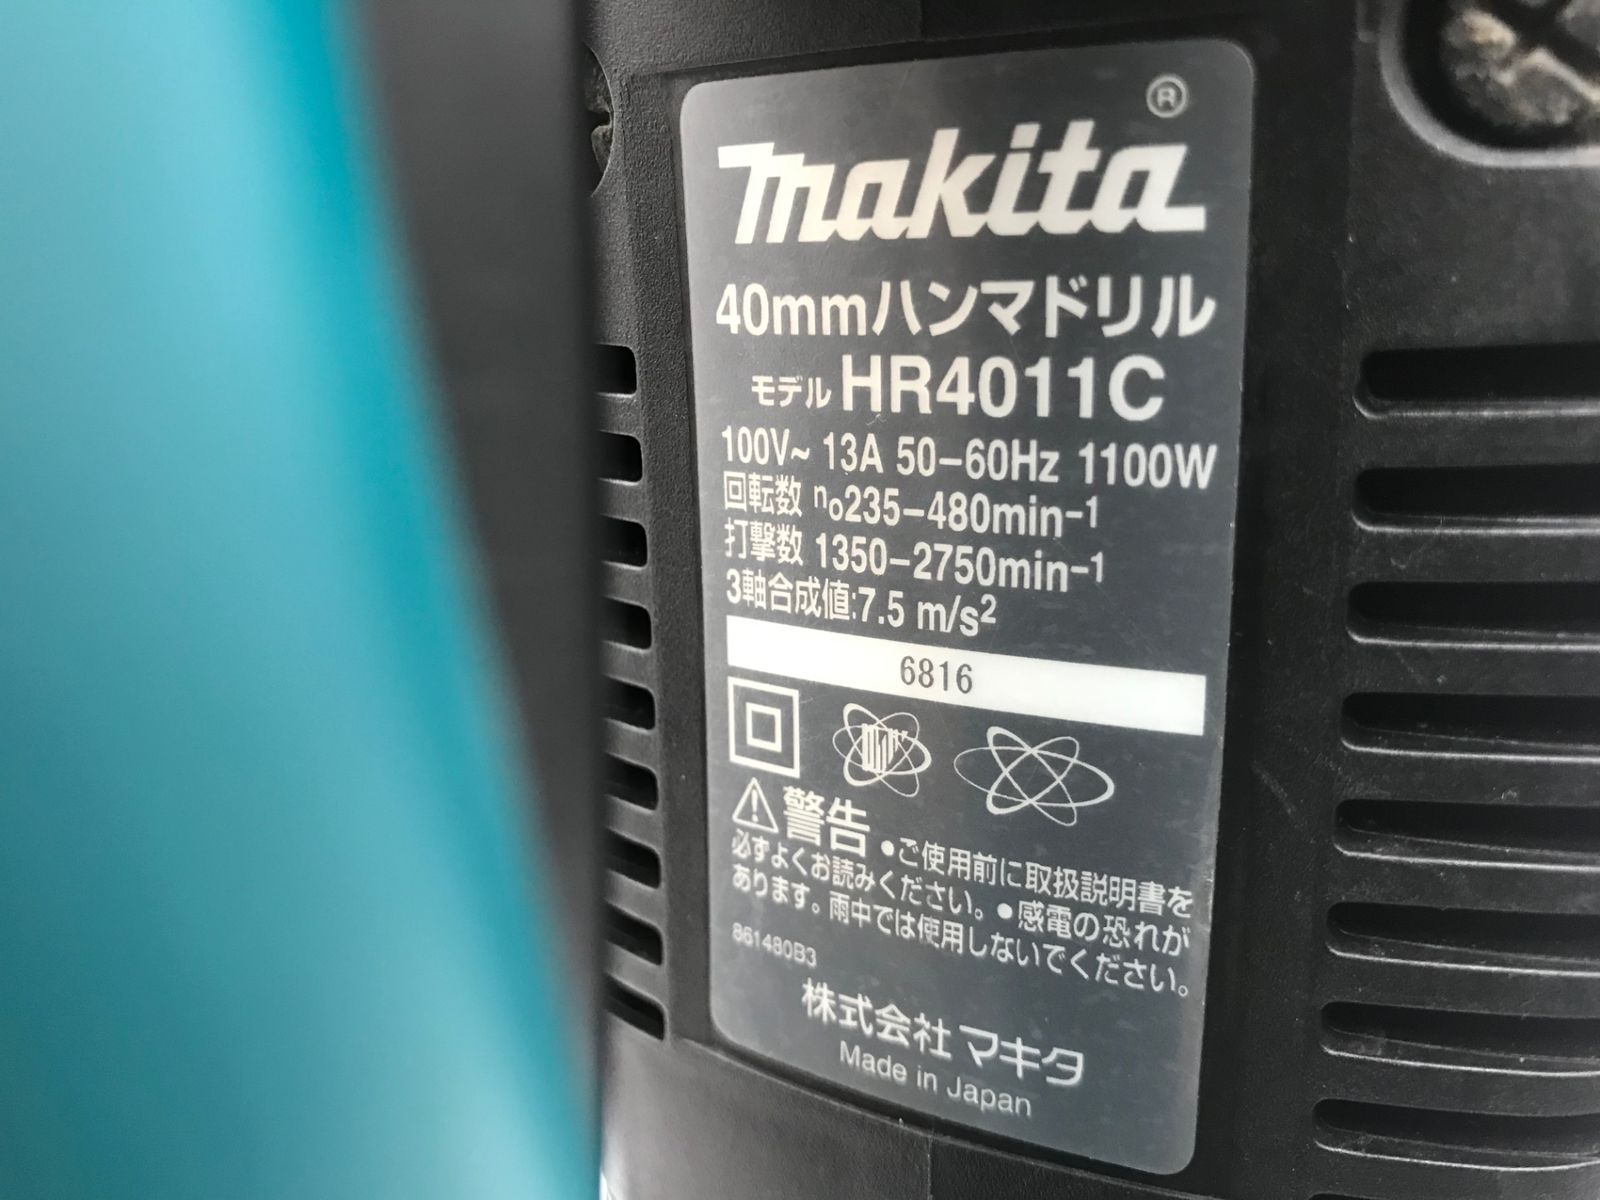 makita®
40mmハンマドリル
モデル HR4011C
100V~ 13A 50-60Hz 1100W
回転数 no235-480min-1
打撃数 1350-2750min-1
3軸合成値:7.5 m/s2
6816
⚠警告 •ご使用前に取扱説明書を
必ずよくお読みください。•感電の恐れが
あります。雨中では使用しないでください。
861480B3
株式会社 マキタ
Made in Japan